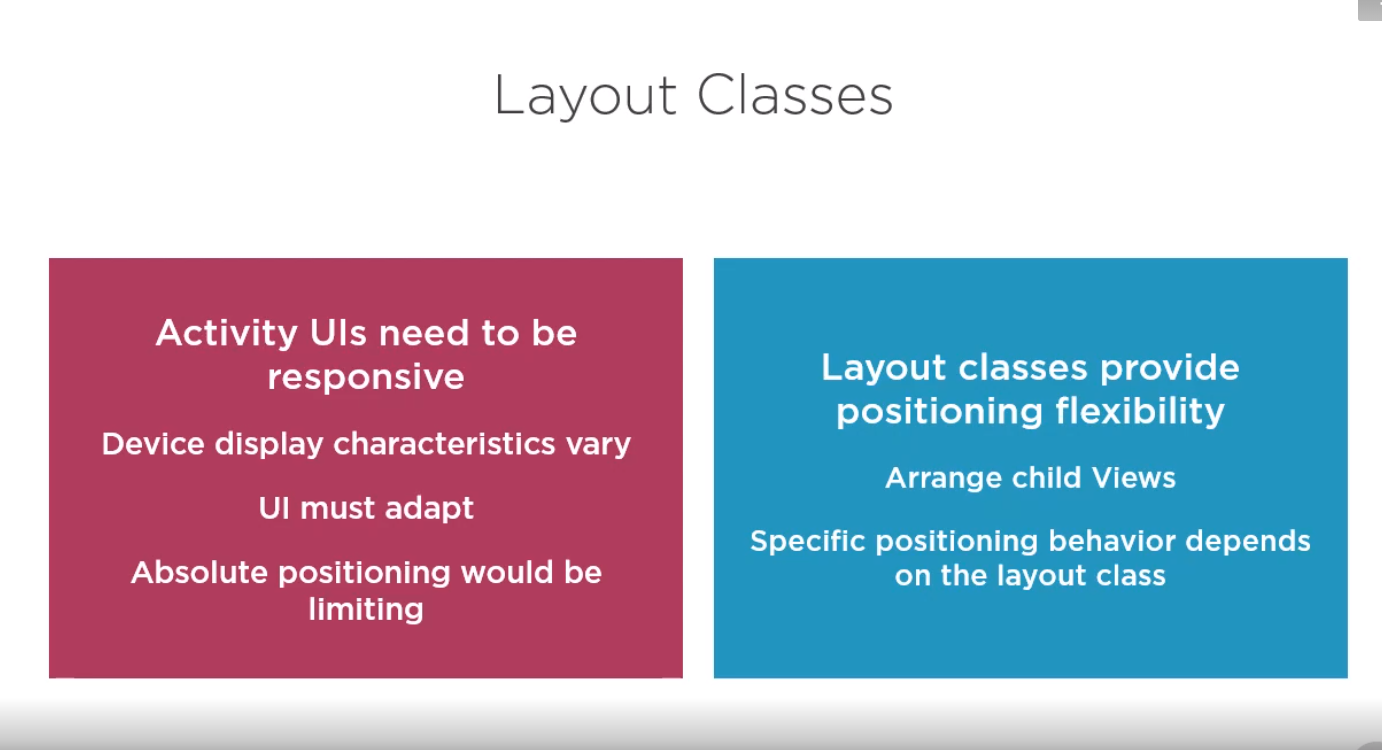 Layout Classes
Activity UIs need to be
responsive
Device display characteristics vary
UI must adapt
Absolute positioning would be
limiting
Layout classes provide
positioning flexibility
Arrange child Views
Specific positioning behavior depends
on the layout class